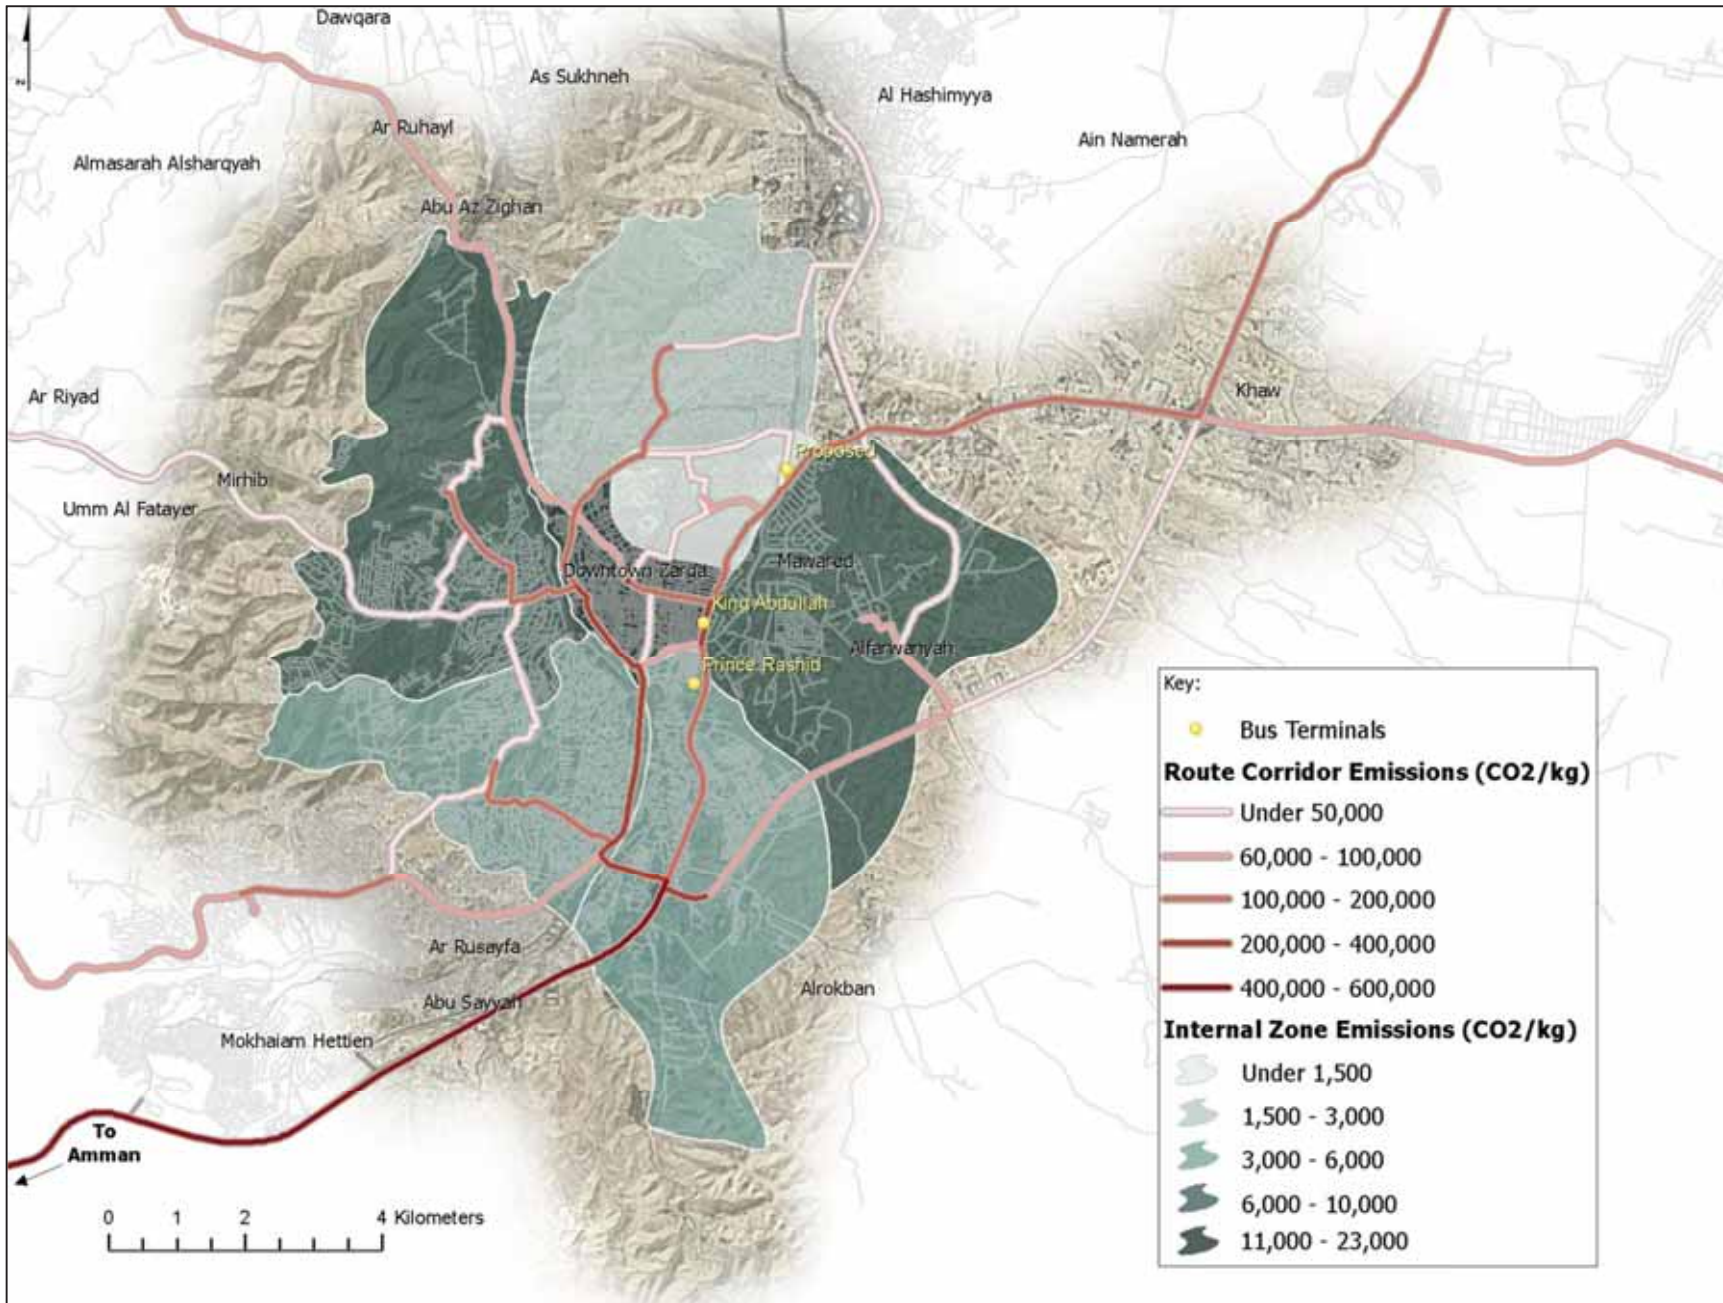 Dawqara
As Sukhneh
Al Hashimyya
Ar Ruhayl
Ain Namerah
Almasarah Alsharqyah
Abu Az Zighan
Ar Riyad
Khaw
Proposed
Mirhib
Umm Al Fatayer
Mawared
Downtown Zarqa
King Abdullah
Alfarwanyah
Prince Rashid
Ar Rusayfa
Abu Sayyah
Alrokban
Mokhaiam Hettien
To
Amman
0 1 2 4 Kilometers
Key:
Bus Terminals
Route Corridor Emissions (CO2/kg)
Under 50,000
60,000 - 100,000
100,000 - 200,000
200,000 - 400,000
400,000 - 600,000
Internal Zone Emissions (CO2/kg)
Under 1,500
1,500 - 3,000
3,000 - 6,000
6,000 - 10,000
11,000 - 23,000